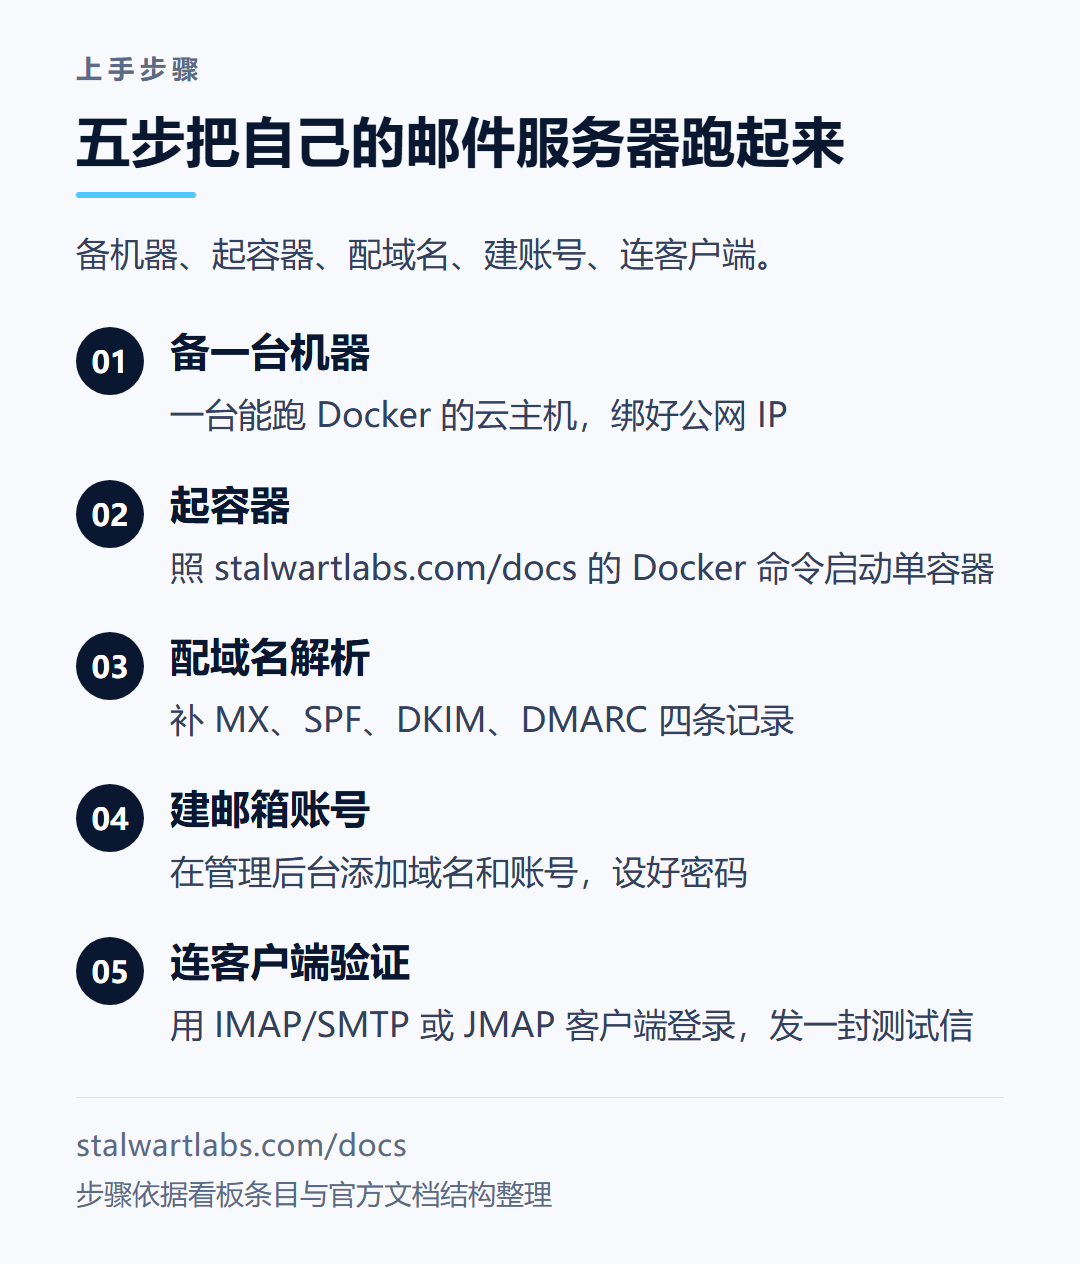 上手步骤
五步把自己的邮件服务器跑起来
备机器、起容器、配域名、建账号、连客户端。
01 备一台机器
一台能跑 Docker 的云主机，绑好公网 IP
02 起容器
照 stalwartlabs.com/docs 的 Docker 命令启动单容器
03 配域名解析
补 MX、SPF、DKIM、DMARC 四条记录
04 建邮箱账号
在管理后台添加域名和账号，设好密码
05 连客户端验证
用 IMAP/SMTP 或 JMAP 客户端登录，发一封测试信
stalwartlabs.com/docs
步骤依据看板条目与官方文档结构整理